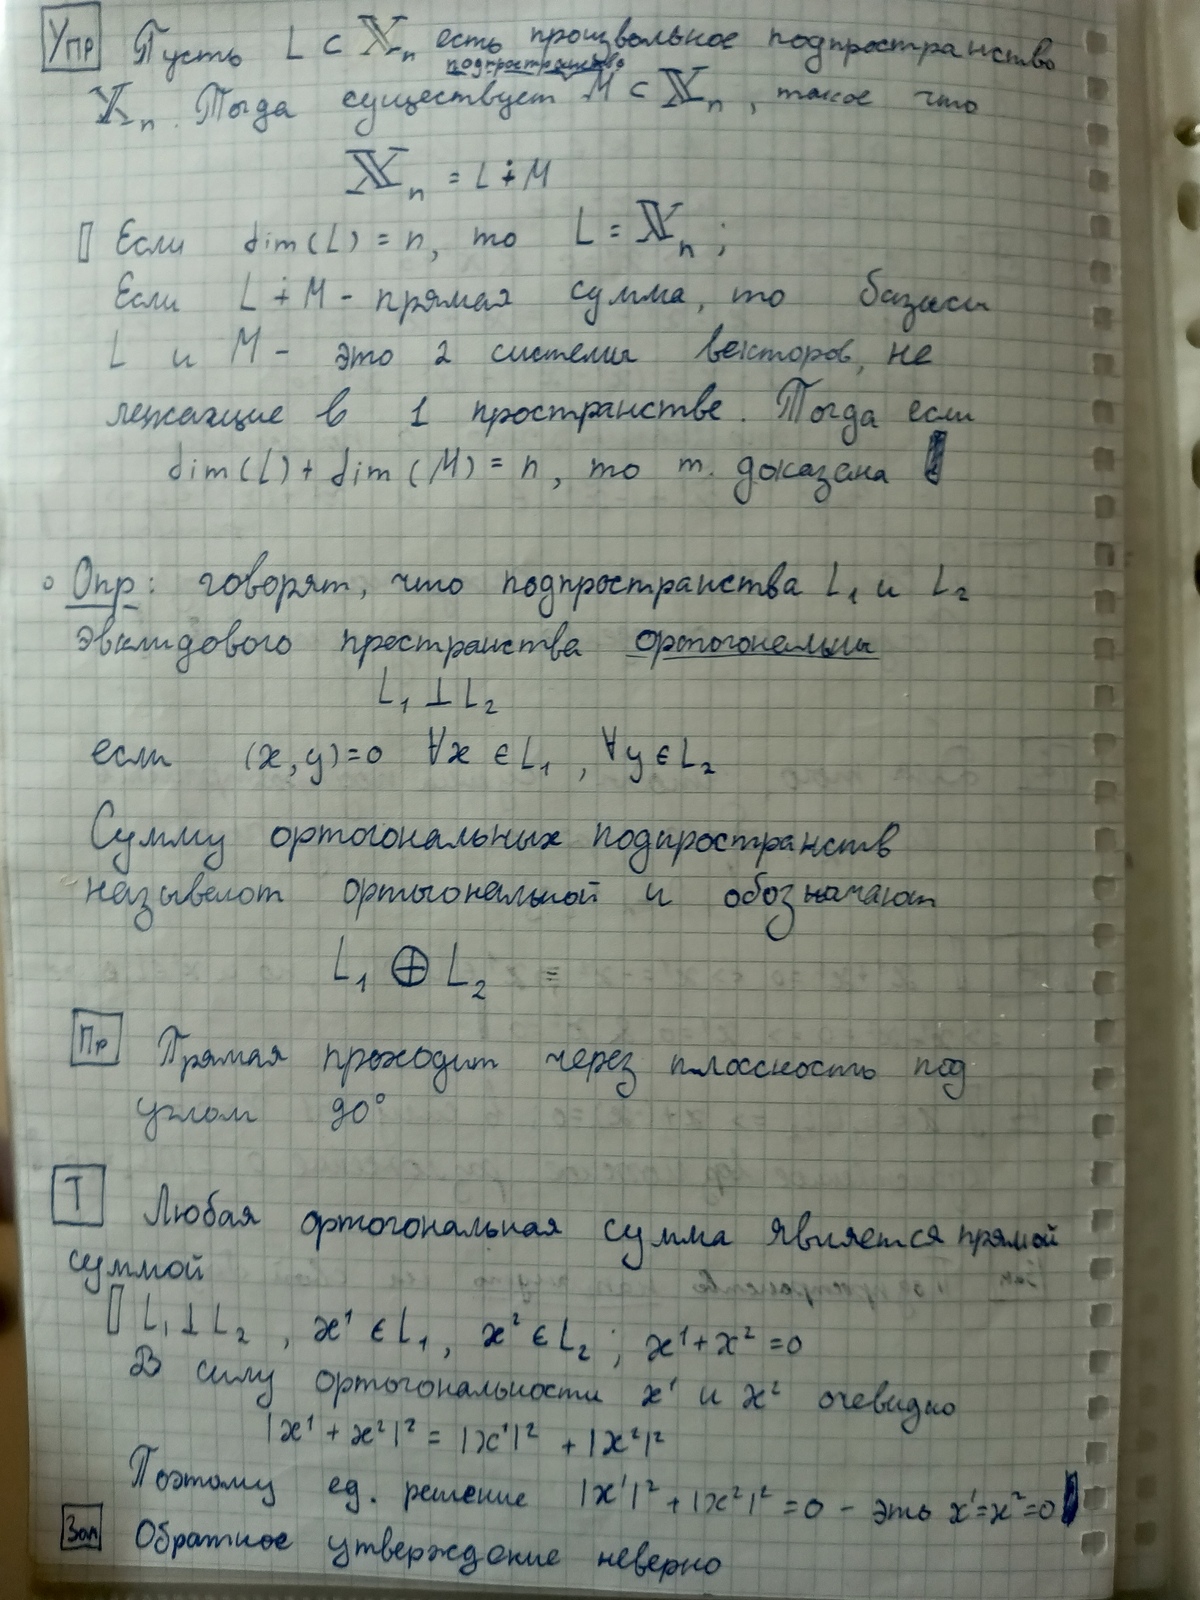 Упр Пусть L ⊂ 𝕏n есть произвольное подпространство
подпространство
𝕏n. Тогда существует M ⊂ 𝕏n, такое что
𝕏n = L ∔ M
▯ Если dim(L) = n, то L = 𝕏n;
Если L ∔ M - прямая сумма, то базисы
L и M - это 2 системы векторов, не
лежащие в 1 пространстве. Тогда если
dim(L) + dim(M) = n, то т. доказана ▮
◦ Опр: говорят, что подпространства L₁ и L₂
эвклидового пространства ортогональны
L₁ ⊥ L₂
если (x, y) = 0 ∀x ∈ L₁, ∀y ∈ L₂
Сумму ортогональных подпространств
называют ортогональной и обозначают
L₁ ⊕ L₂ =
Пр Прямая проходит через плоскность под
углом 90°
Т Любая ортогональная сумма является прямой
суммой
▯ L₁ ⊥ L₂, x¹ ∈ L₁, x² ∈ L₂; x¹ + x² = 0
В силу ортогональности x¹ и x² очевидно
|x¹ + x²|² = |x¹|² + |x²|²
Поэтому ед. решение |x¹|² + |x²|² = 0 - это x¹ = x² = 0 ▮
Зам Обратное утверждение неверно